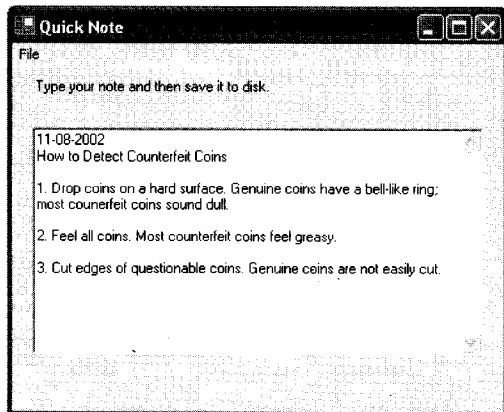 Quick Note
File
Type your note and then save it to disk.
11-08-2002
How to Detect Counterfeit Coins
1. Drop coins on a hard surface. Genuine coins have a bell-like ring;
most counerfeit coins sound dull.
2. Feel all coins. Most counterfeit coins feel greasy.
3. Cut edges of questionable coins. Genuine coins are not easily cut.